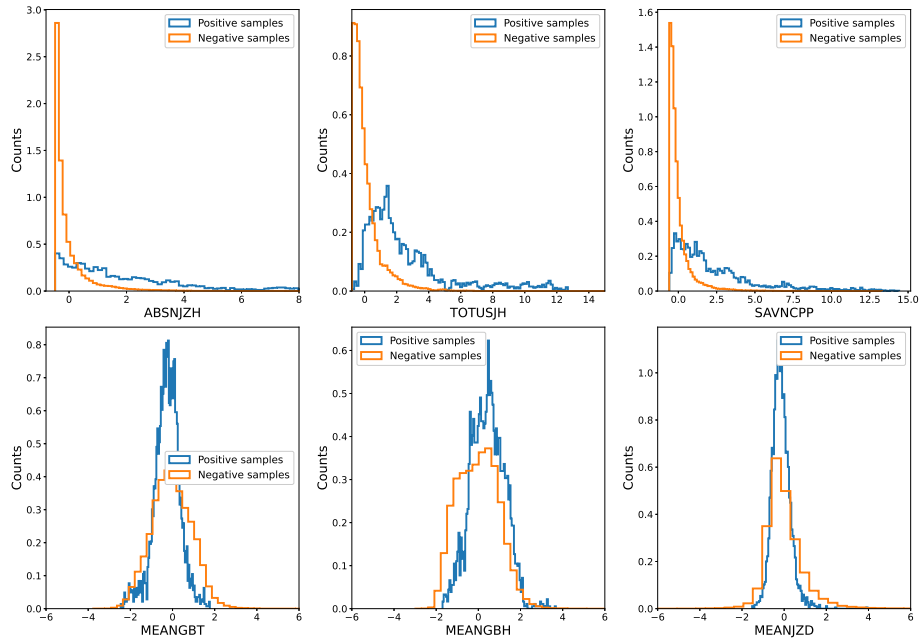 3.0
2.5
2.0
1.5
1.0
0.5
0.0
Counts
Positive samples
Negative samples
0 2 4 6 8
ABSNJZH
0.8
0.6
0.4
0.2
0.0
Counts
Positive samples
Negative samples
0 2 4 6 8 10 12 14
TOTUSJH
1.6
1.4
1.2
1.0
0.8
0.6
0.4
0.2
0.0
Counts
Positive samples
Negative samples
0.0 2.5 5.0 7.5 10.0 12.5 15.0
SAVNCPP
0.8
0.7
0.6
0.5
0.4
0.3
0.2
0.1
0.0
Counts
Positive samples
Negative samples
−6 −4 −2 0 2 4 6
MEANGBT
0.6
0.5
0.4
0.3
0.2
0.1
0.0
Counts
Positive samples
Negative samples
−6 −4 −2 0 2 4 6
MEANGBH
1.0
0.8
0.6
0.4
0.2
0.0
Counts
Positive samples
Negative samples
−6 −4 −2 0 2 4 6
MEANJZD